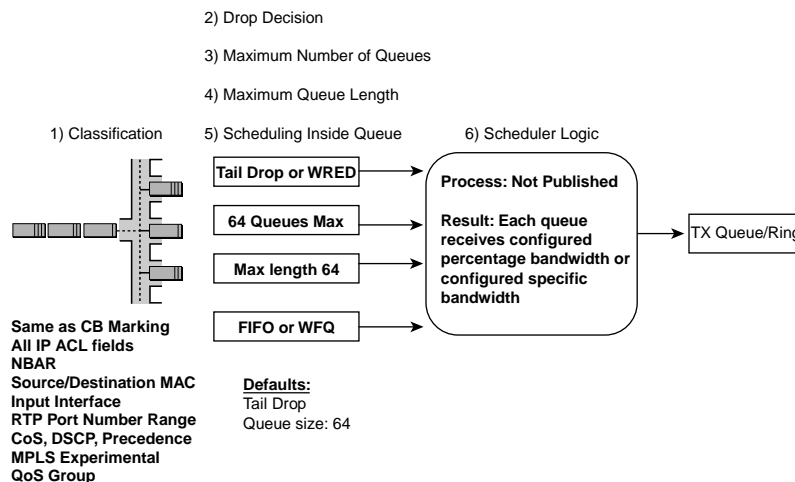 2) Drop Decision
3) Maximum Number of Queues
4) Maximum Queue Length
1) Classification
5) Scheduling Inside Queue
6) Scheduler Logic
Tail Drop or WRED
64 Queues Max
Max length 64
FIFO or WFQ
Process: Not Published
Result: Each queue
receives configured
percentage bandwidth or
configured specific
bandwidth
TX Queue/Ring
Same as CB Marking
All IP ACL fields
NBAR
Source/Destination MAC
Input Interface
RTP Port Number Range
CoS, DSCP, Precedence
MPLS Experimental
QoS Group
Defaults:
Tail Drop
Queue size: 64